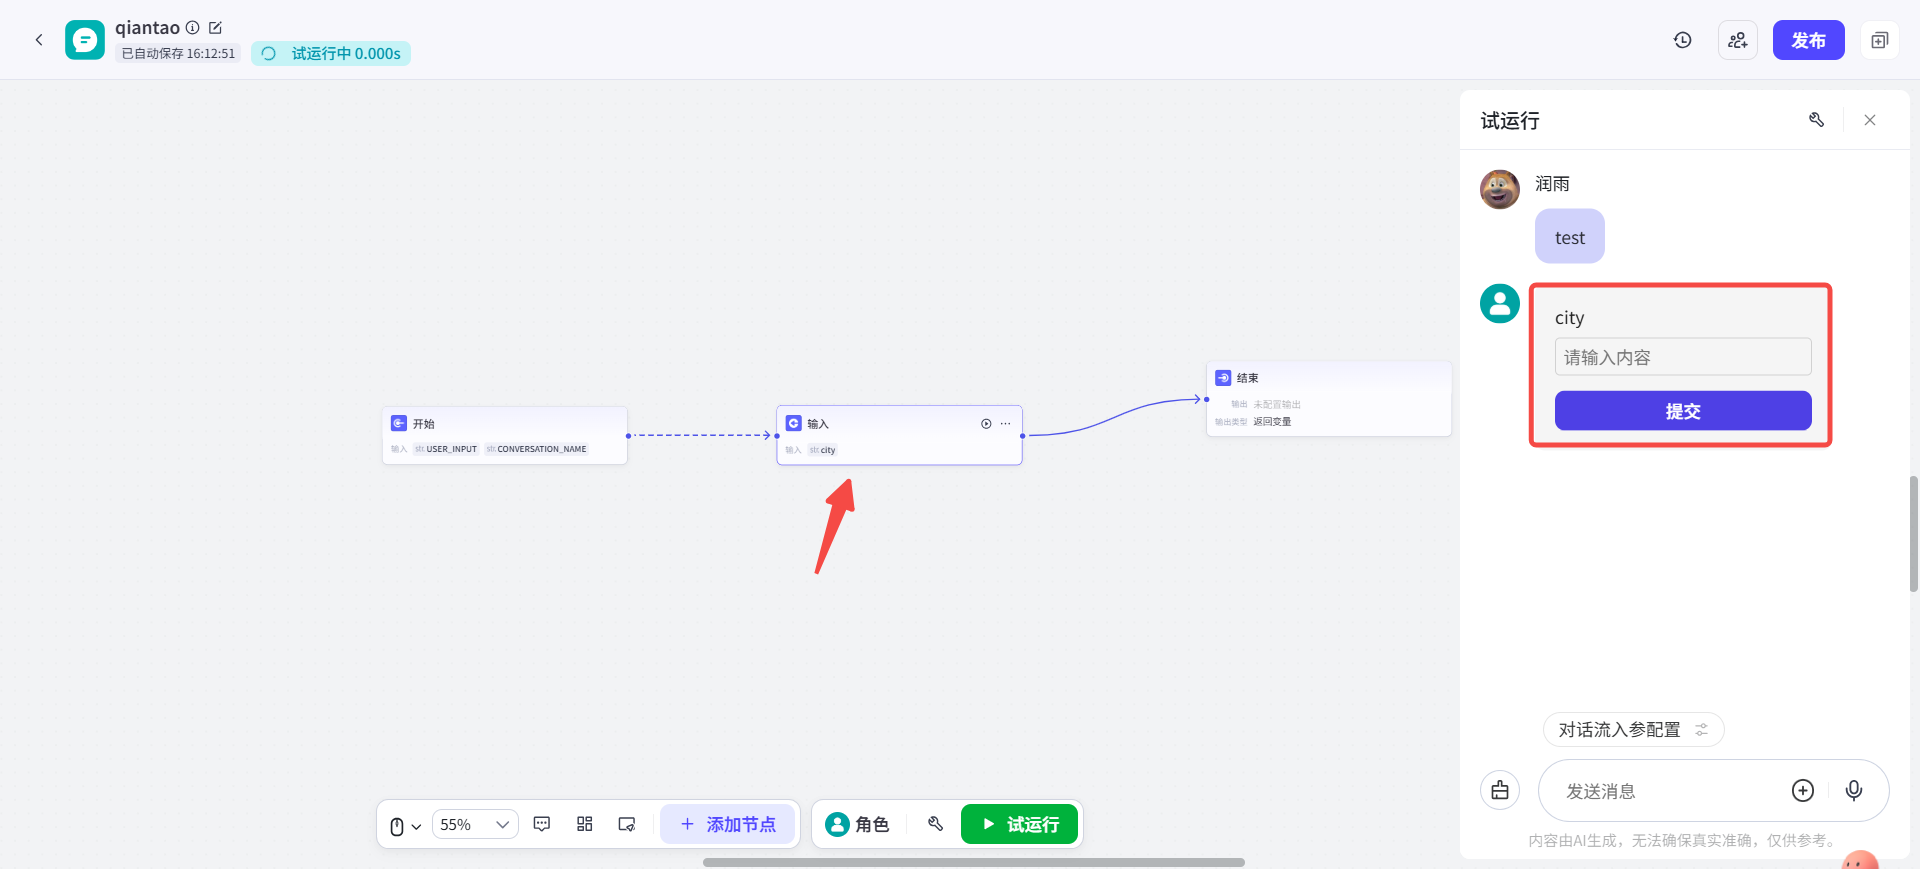 qiantao
已自动保存 16:12:51
试运行中 0.000s
发布
试运行
润雨
test
city
请输入内容
提交
开始
输入 str. USER_INPUT str. CONVERSATION_NAME
输入
输入 str. city
结束
输出 未配置输出
输出类型 返回变量
对话流入参配置
发送消息
内容由AI生成，无法确保真实准确，仅供参考。
55%
添加节点
角色
试运行